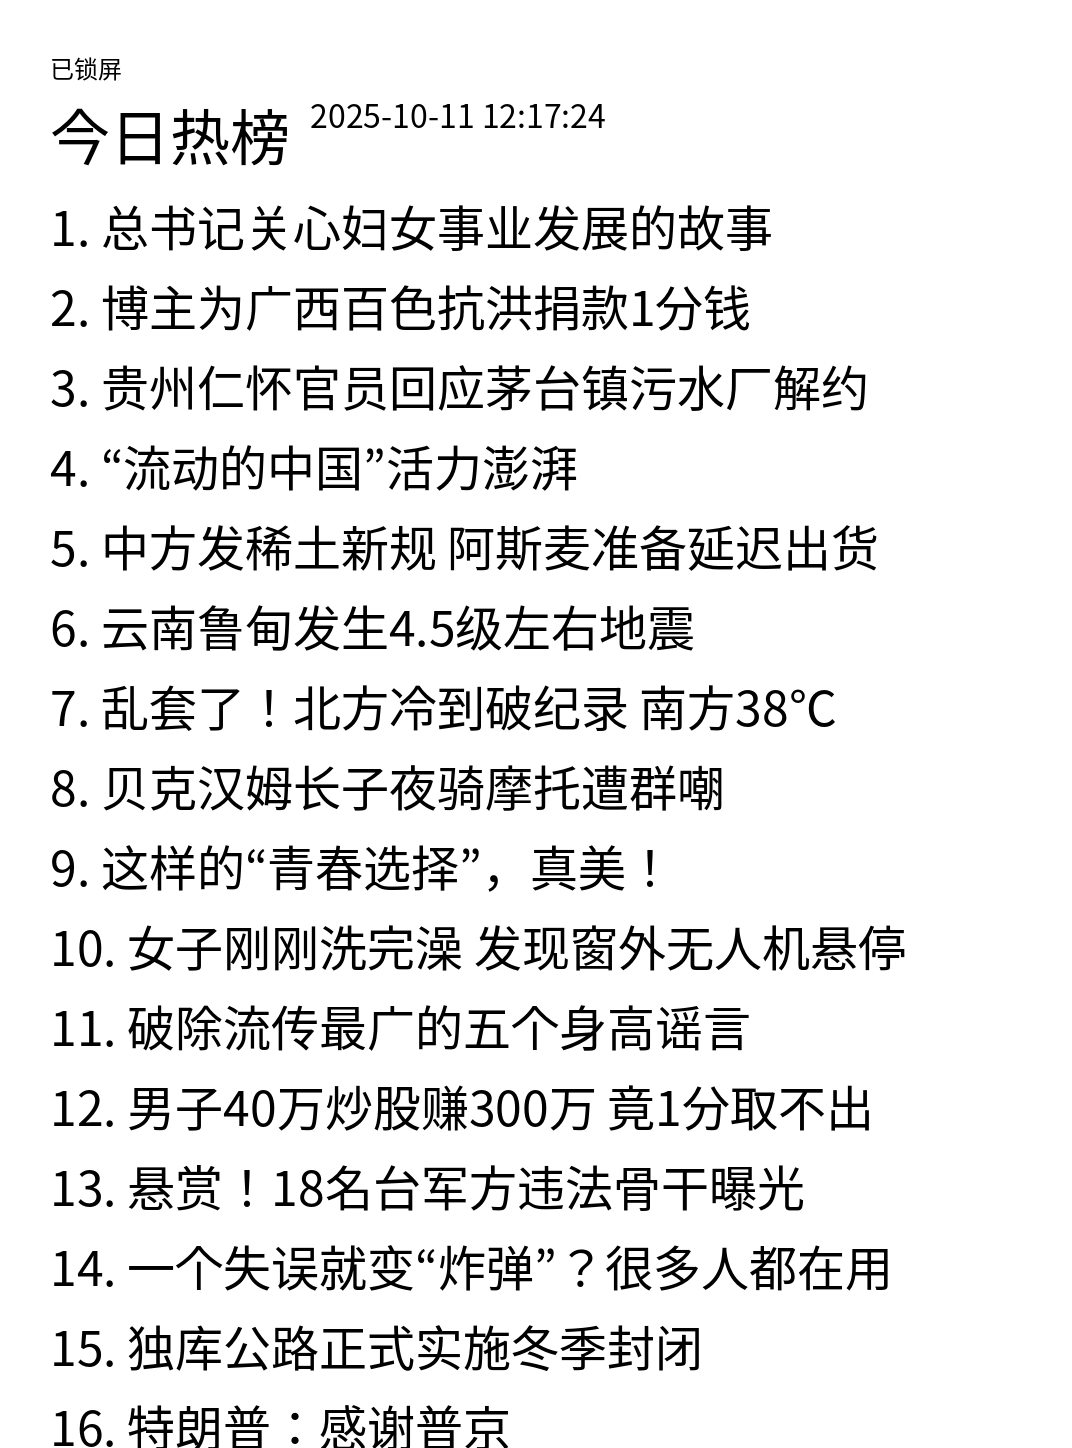 已锁屏
今日热榜 2025-10-11 12:17:24
1. 总书记关心妇女事业发展的故事
2. 博主为广西百色抗洪捐款1分钱
3. 贵州仁怀官员回应茅台镇污水厂解约
4. “流动的中国”活力澎湃
5. 中方发稀土新规 阿斯麦准备延迟出货
6. 云南鲁甸发生4.5级左右地震
7. 乱套了！北方冷到破纪录 南方38℃
8. 贝克汉姆长子夜骑摩托遭群嘲
9. 这样的“青春选择”，真美！
10. 女子刚刚洗完澡 发现窗外无人机悬停
11. 破除流传最广的五个身高谣言
12. 男子40万炒股赚300万 竟1分取不出
13. 悬赏！18名台军方违法骨干曝光
14. 一个失误就变“炸弹”？很多人都在用
15. 独库公路正式实施冬季封闭
16. 特朗普：感谢普京